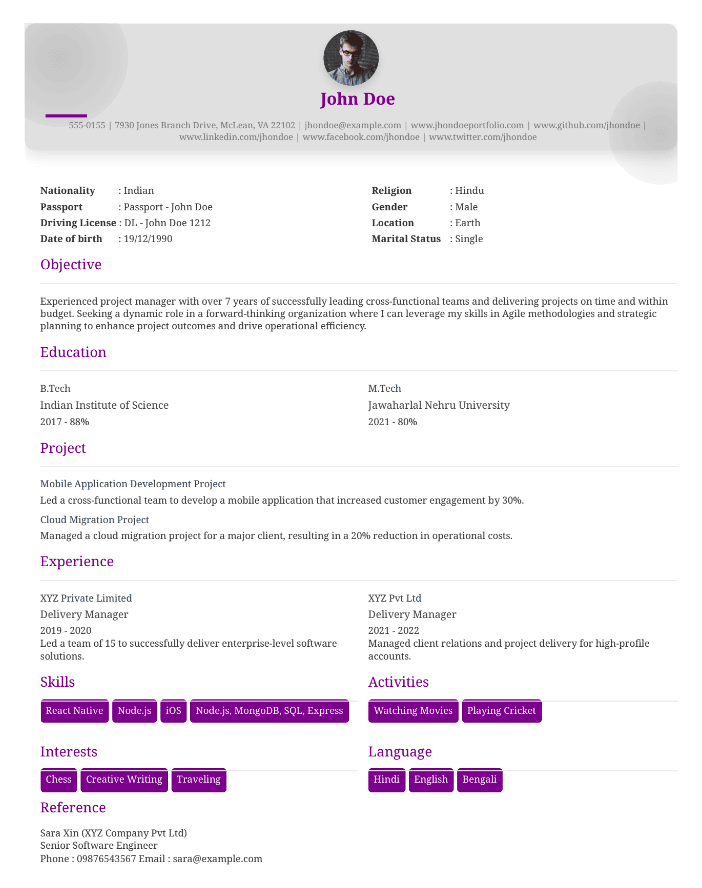 John Doe
555-0155 | 7930 Jones Branch Drive, McLean, VA 22102 | jhondoe@example.com | www.jhondoeportfolio.com | www.github.com/jhondoe |
www.linkedin.com/jhondoe | www.facebook.com/jhondoe | www.twitter.com/jhondoe
Nationality : Indian
Religion : Hindu
Passport : Passport - John Doe
Gender : Male
Driving License : DL - John Doe 1212
Location : Earth
Date of birth : 19/12/1990
Marital Status : Single
Objective
Experienced project manager with over 7 years of successfully leading cross-functional teams and delivering projects on time and within
budget. Seeking a dynamic role in a forward-thinking organization where I can leverage my skills in Agile methodologies and strategic
planning to enhance project outcomes and drive operational efficiency.
Education
B.Tech
Indian Institute of Science
2017 - 88%
M.Tech
Jawaharlal Nehru University
2021 - 80%
Project
Mobile Application Development Project
Led a cross-functional team to develop a mobile application that increased customer engagement by 30%.
Cloud Migration Project
Managed a cloud migration project for a major client, resulting in a 20% reduction in operational costs.
Experience
XYZ Private Limited
Delivery Manager
2019 - 2020
Led a team of 15 to successfully deliver enterprise-level software
solutions.
XYZ Pvt Ltd
Delivery Manager
2021 - 2022
Managed client relations and project delivery for high-profile
accounts.
Skills
React Native Node.js iOS Node.js, MongoDB, SQL, Express
Activities
Watching Movies Playing Cricket
Interests
Chess Creative Writing Traveling
Language
Hindi English Bengali
Reference
Sara Xin (XYZ Company Pvt Ltd)
Senior Software Engineer
Phone : 09876543567 Email : sara@example.com